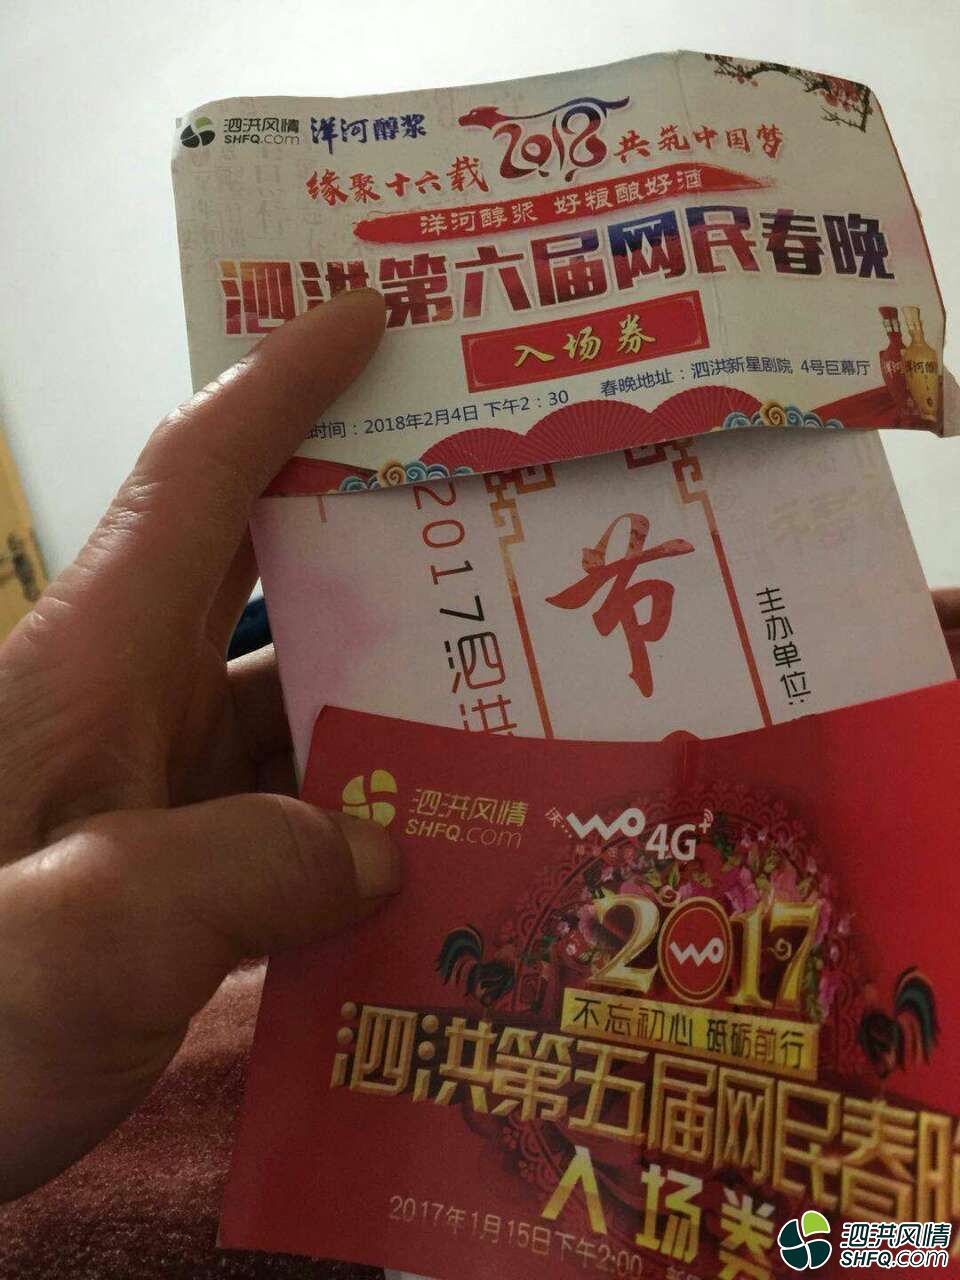 泗洪风情
SHFQ.com
洋河醇浆
缘聚十六载
2018
共筑中国梦
洋河醇浆 好粮酿好酒
泗洪第六届网民春晚
入场券
时间：2018年2月4日 下午2：30
春晚地址：泗洪新星剧院 4号巨幕厅
2017泗洪
节
主办单位
泗洪风情
SHFQ.com
沃
4G+
2017
不忘初心 砥砺前行
泗洪第五届网民春晚
入场券
2017年1月15日下午2:00
泗洪风情
SHFQ.com